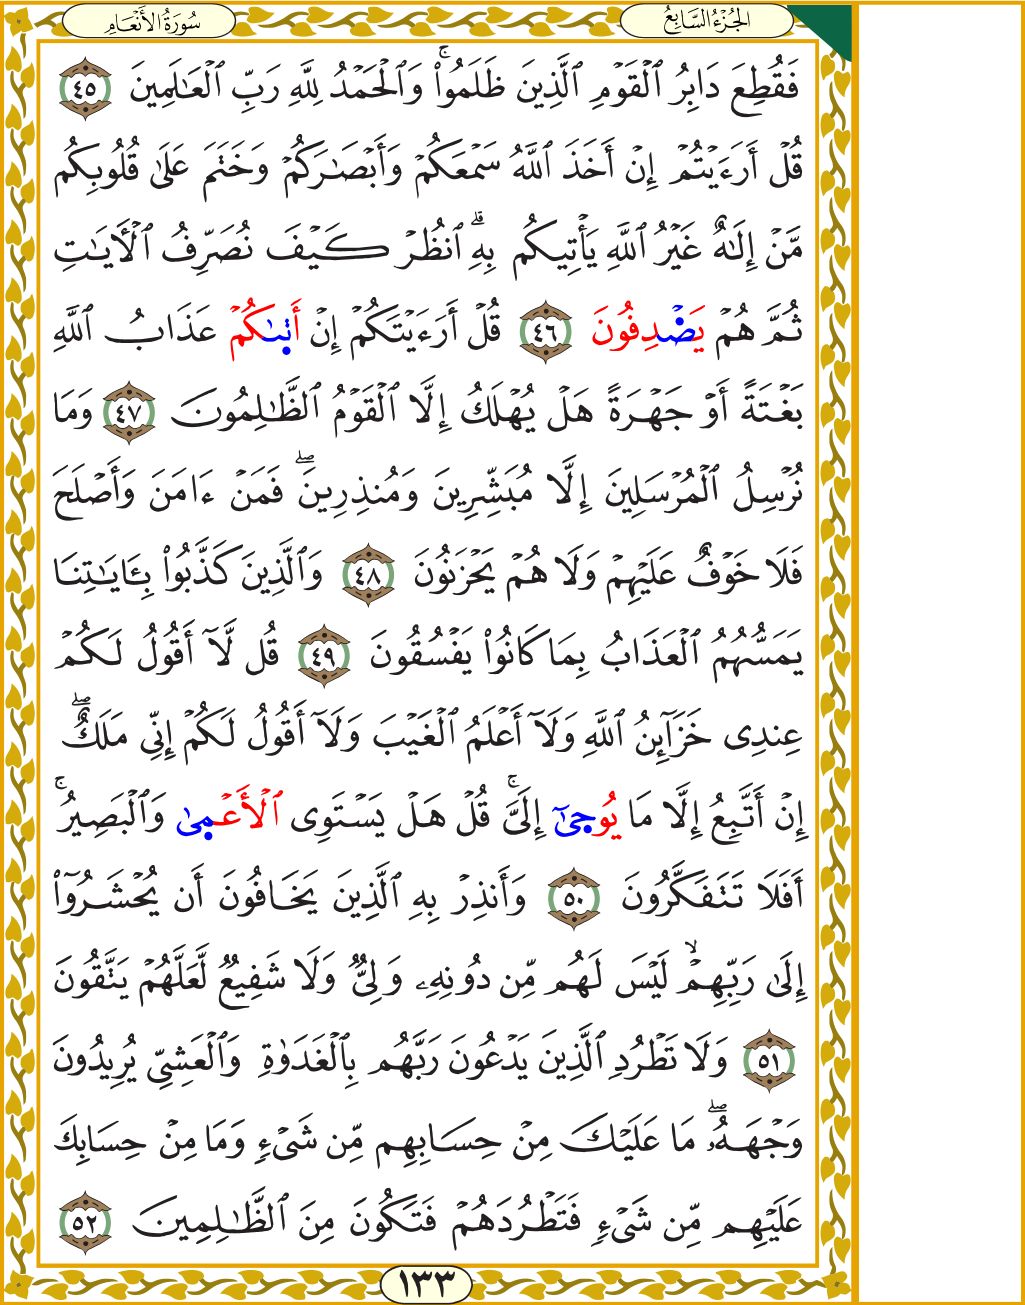 سُورَةُ الأَنْعَامِ
الجُزْءُ السَّابِعُ
فَقُطِعَ دَابِرُ ٱلْقَوْمِ ٱلَّذِينَ ظَلَمُوا۟ۚ وَٱلْحَمْدُ لِلَّهِ رَبِّ ٱلْعَٰلَمِينَ ٤٥
قُلْ أَرَءَيْتُمْ إِنْ أَخَذَ ٱللَّهُ سَمْعَكُمْ وَأَبْصَٰرَكُمْ وَخَتَمَ عَلَىٰ قُلُوبِكُم
مَّنْ إِلَٰهٌ غَيْرُ ٱللَّهِ يَأْتِيكُم بِهِۗ ٱنظُرْ كَيْفَ نُصَرِّفُ ٱلْأَيَٰتِ
ثُمَّ هُمْ يَصْدِفُونَ ٤٦ قُلْ أَرَءَيْتَكُمْ إِنْ أَتىٰكُمْ عَذَابُ ٱللَّهِ
بَغْتَةً أَوْ جَهْرَةً هَلْ يُهْلَكُ إِلَّا ٱلْقَوْمُ ٱلظَّٰلِمُونَ ٤٧ وَمَا
نُرْسِلُ ٱلْمُرْسَلِينَ إِلَّا مُبَشِّرِينَ وَمُنذِرِينَۖ فَمَنْ ءَامَنَ وَأَصْلَحَ
فَلَا خَوْفٌ عَلَيْهِمْ وَلَا هُمْ يَحْزَنُونَ ٤٨ وَٱلَّذِينَ كَذَّبُوا۟ بِـَٔايَٰتِنَا
يَمَسُّهُمُ ٱلْعَذَابُ بِمَا كَانُوا۟ يَفْسُقُونَ ٤٩ قُل لَّآ أَقُولُ لَكُمْ
عِندِى خَزَآئِنُ ٱللَّهِ وَلَآ أَعْلَمُ ٱلْغَيْبَ وَلَآ أَقُولُ لَكُمْ إِنِّى مَلَكٌۖ
إِنْ أَتَّبِعُ إِلَّا مَا يُوحىٰٓ إِلَىَّۚ قُلْ هَلْ يَسْتَوِى ٱلْأَعْمىٰ وَٱلْبَصِيرُۚ
أَفَلَا تَتَفَكَّرُونَ ٥٠ وَأَنذِرْ بِهِ ٱلَّذِينَ يَخَافُونَ أَن يُحْشَرُوٓا۟
إِلَىٰ رَبِّهِمْۙ لَيْسَ لَهُم مِّن دُونِهِۦ وَلِىٌّ وَلَا شَفِيعٌ لَّعَلَّهُمْ يَتَّقُونَ
٥١ وَلَا تَطْرُدِ ٱلَّذِينَ يَدْعُونَ رَبَّهُم بِٱلْغَدَوٰةِ وَٱلْعَشِىِّ يُرِيدُونَ
وَجْهَهُۥۖ مَا عَلَيْكَ مِنْ حِسَابِهِم مِّن شَىْءٍ وَمَا مِنْ حِسَابِكَ
عَلَيْهِم مِّن شَىْءٍ فَتَطْرُدَهُمْ فَتَكُونَ مِنَ ٱلظَّٰلِمِينَ ٥٢
١٣٣